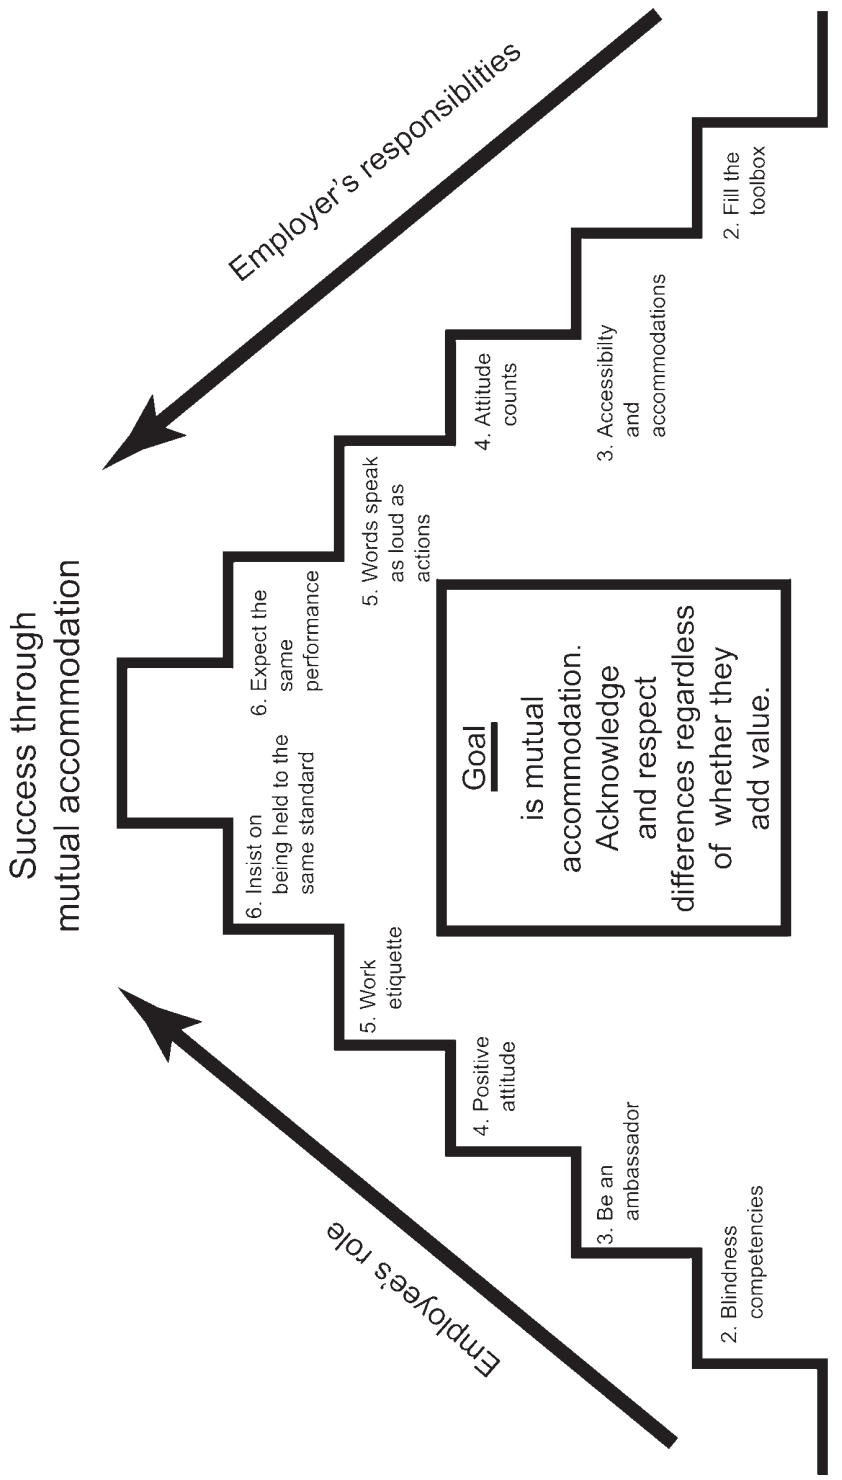 Success through
mutual accommodation
Employee's role
Employer's responsiblities
6. Insist on
being held to the
same standard
5. Work
etiquette
4. Positive
attitude
3. Be an
ambassador
2. Blindness
competencies
6. Expect the
same
performance
5. Words speak
as loud as
actions
4. Attitude
counts
3. Accessibilty
and
accommodations
2. Fill the
toolbox
Goal
is mutual
accommodation.
Acknowledge
and respect
differences regardless
of whether they
add value.